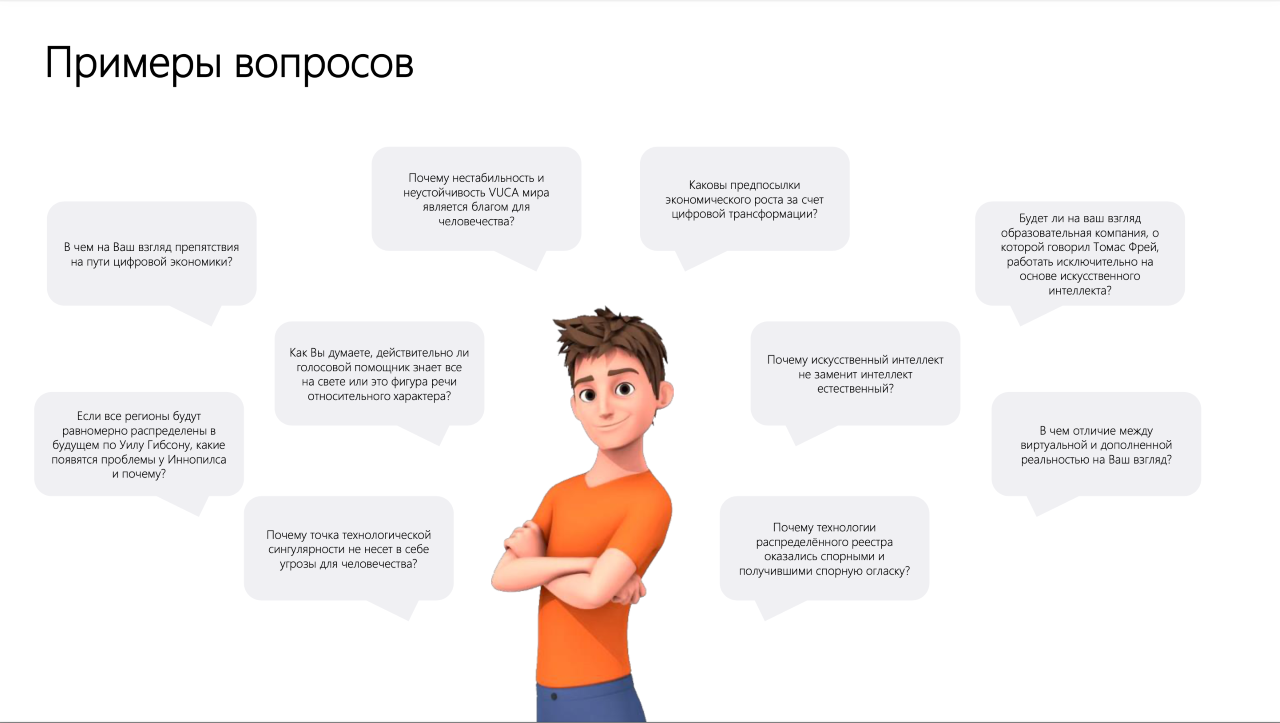 Примеры вопросов
Почему нестабильность и
неустойчивость VUCA мира
является благом для
человечества?
Каковы предпосылки
экономического роста за счет
цифровой трансформации?
В чем на Ваш взгляд препятствия
на пути цифровой экономики?
Будет ли на ваш взгляд
образовательная компания, о
которой говорил Томас Фрей,
работать исключительно на
основе искусственного
интеллекта?
Как Вы думаете, действительно ли
голосовой помощник знает все
на свете или это фигура речи
относительного характера?
Почему искусственный интеллект
не заменит интеллект
естественный?
Если все регионы будут
равномерно распределены в
будущем по Уилу Гибсону, какие
появятся проблемы у Иннопилса
и почему?
В чем отличие между
виртуальной и дополненной
реальностью на Ваш взгляд?
Почему точка технологической
сингулярности не несет в себе
угрозы для человечества?
Почему технологии
распределённого реестра
оказались спорными и
получившими спорную огласку?